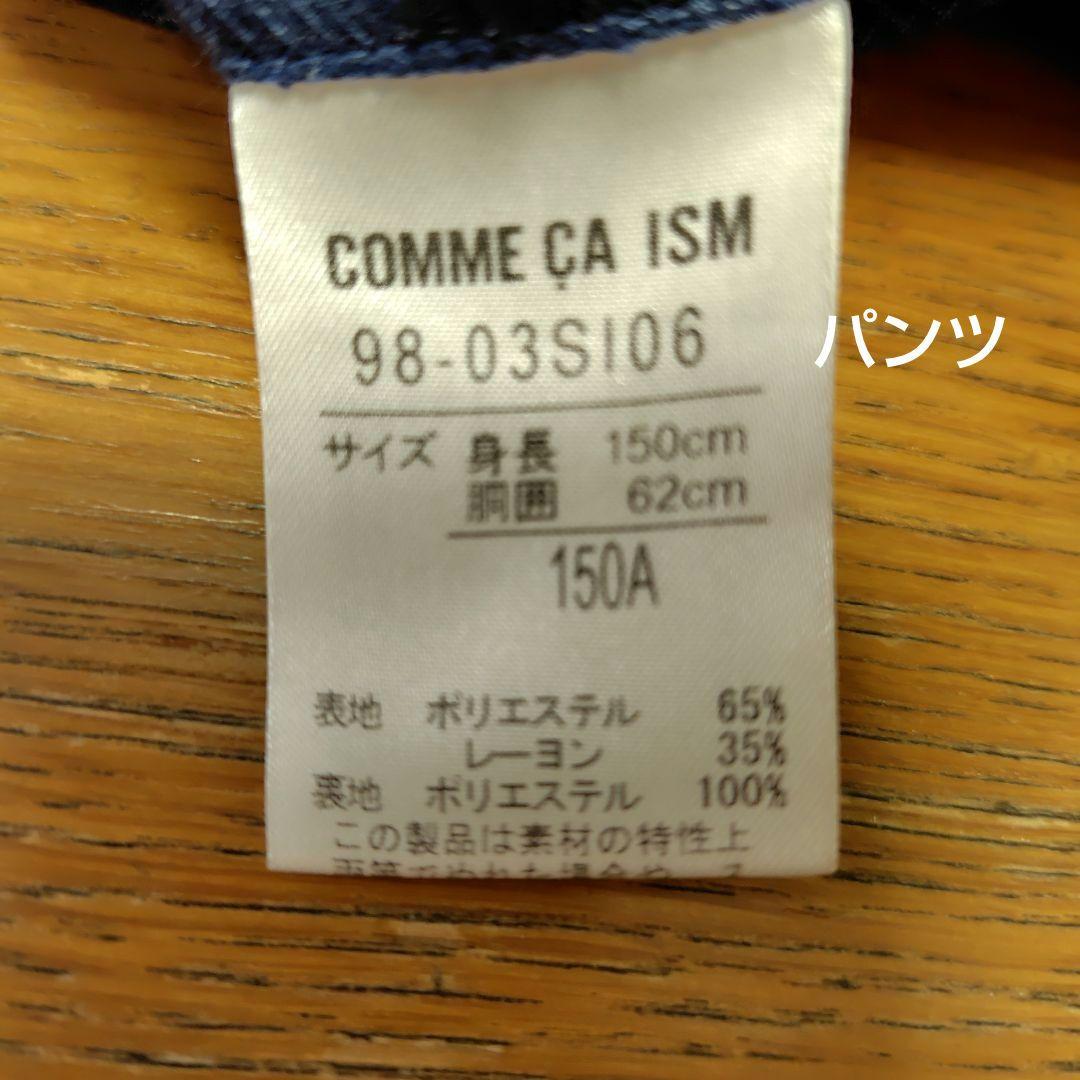 COMME ÇA ISM
98-03SI06
パンツ
サイズ 身長 150cm
胴囲 62cm
150A
表地 ポリエステル 65%
レーヨン 35%
裏地 ポリエステル 100%
この製品は素材の特性上